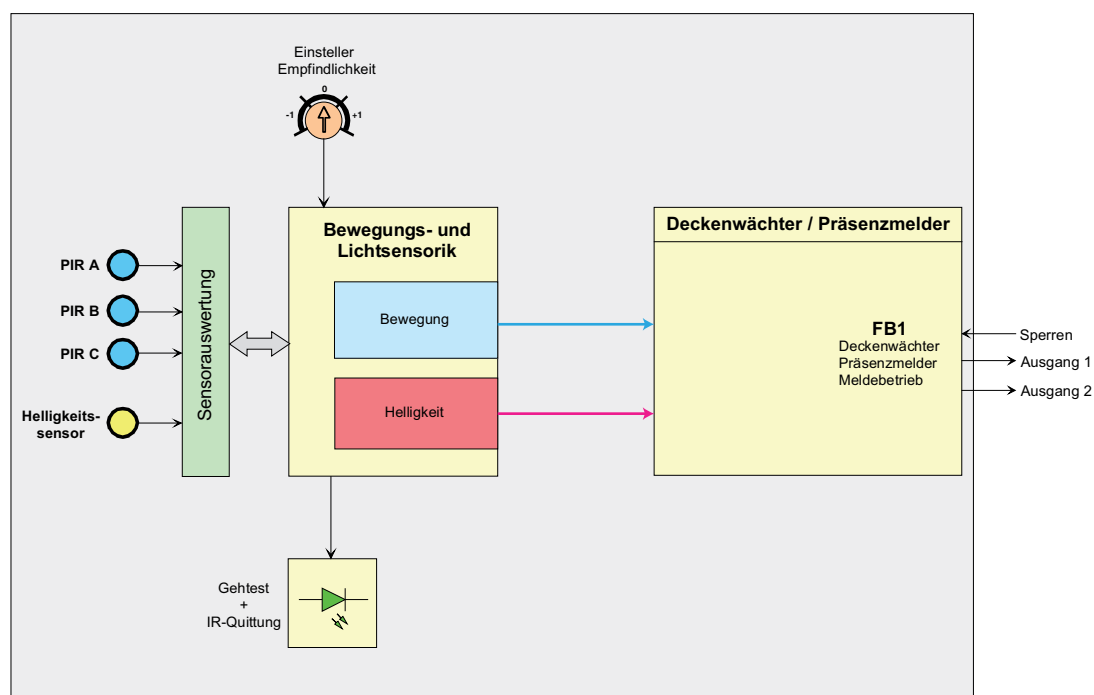 Einsteller
Empfindlichkeit
0
-1
+1
Bewegungs- und
Lichtsensorik
Deckenwächter / Präsenzmelder
PIR A
PIR B
PIR C
Helligkeits-
sensor
Sensorauswertung
Bewegung
Helligkeit
FB1
Deckenwächter
Präsenzmelder
Meldebetrieb
Sperren
Ausgang 1
Ausgang 2
Gehtest
+
IR-Quittung